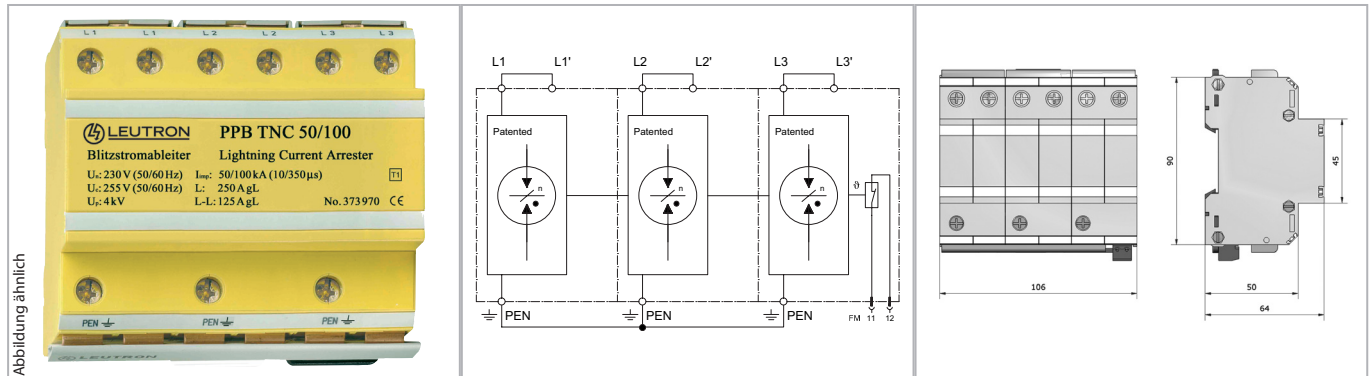 Abbildung ähnlich
L1 L1 L2 L2 L3 L3
LEUTRON PPB TNC 50/100
Blitzstromableiter Lightning Current Arrester
Uₙ: 230 V (50/60 Hz) Iᵢₘₚ: 50/100 kA (10/350 µs) T1
U꜀: 255 V (50/60 Hz) L: 250 A gL
Uₚ: 4 kV L-L: 125 A gL No. 373 970 CE
PEN PEN PEN
LEUTRON
L1 L1' L2 L2' L3 L3'
Patented Patented Patented
n n n ϑ
PEN PEN PEN FM 11 12
90 45
106 50
64